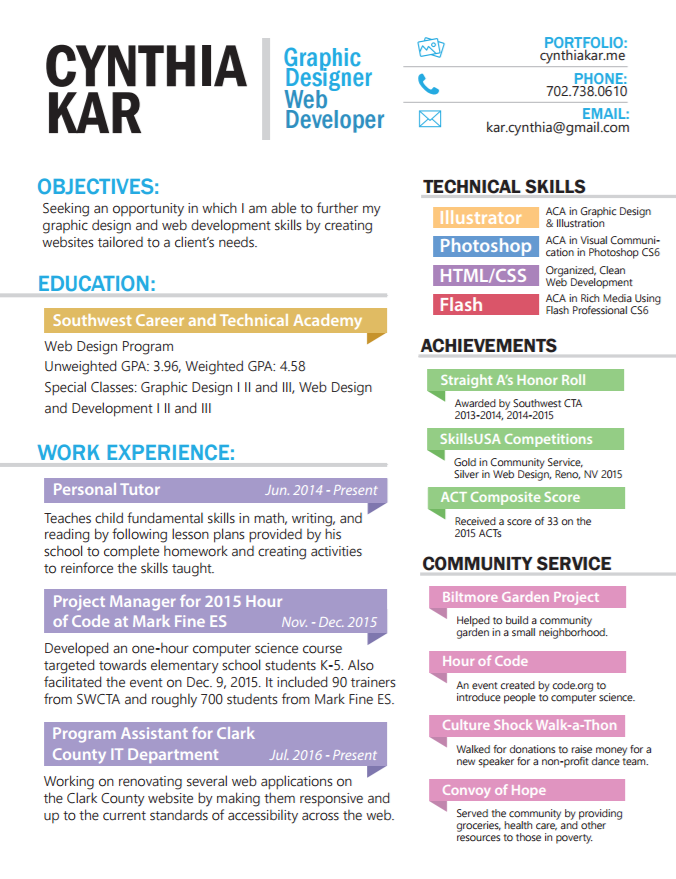 CYNTHIA
KAR
Graphic
Designer
Web
Developer
PORTFOLIO:
cynthiakar.me
PHONE:
702.738.0610
EMAIL:
kar.cynthia@gmail.com
OBJECTIVES:
Seeking an opportunity in which I am able to further my
graphic design and web development skills by creating
websites tailored to a client's needs.
EDUCATION:
Southwest Career and Technical Academy
Web Design Program
Unweighted GPA: 3.96, Weighted GPA: 4.58
Special Classes: Graphic Design I II and III, Web Design
and Development I II and III
WORK EXPERIENCE:
Personal Tutor Jun. 2014 - Present
Teaches child fundamental skills in math, writing, and
reading by following lesson plans provided by his
school to complete homework and creating activities
to reinforce the skills taught.
Project Manager for 2015 Hour
of Code at Mark Fine ES Nov. - Dec. 2015
Developed an one-hour computer science course
targeted towards elementary school students K-5. Also
facilitated the event on Dec. 9, 2015. It included 90 trainers
from SWCTA and roughly 700 students from Mark Fine ES.
Program Assistant for Clark
County IT Department Jul. 2016 - Present
Working on renovating several web applications on
the Clark County website by making them responsive and
up to the current standards of accessibility across the web.
TECHNICAL SKILLS
Illustrator ACA in Graphic Design
& Illustration
Photoshop ACA in Visual Communi-
cation in Photoshop CS6
HTML/CSS Organized, Clean
Web Development
Flash ACA in Rich Media Using
Flash Professional CS6
ACHIEVEMENTS
Straight A's Honor Roll
Awarded by Southwest CTA
2013-2014, 2014-2015
SkillsUSA Competitions
Gold in Community Service,
Silver in Web Design, Reno, NV 2015
ACT Composite Score
Received a score of 33 on the
2015 ACTs
COMMUNITY SERVICE
Biltmore Garden Project
Helped to build a community
garden in a small neighborhood.
Hour of Code
An event created by code.org to
introduce people to computer science.
Culture Shock Walk-a-Thon
Walked for donations to raise money for a
new speaker for a non-profit dance team.
Convoy of Hope
Served the community by providing
groceries, health care, and other
resources to those in poverty.